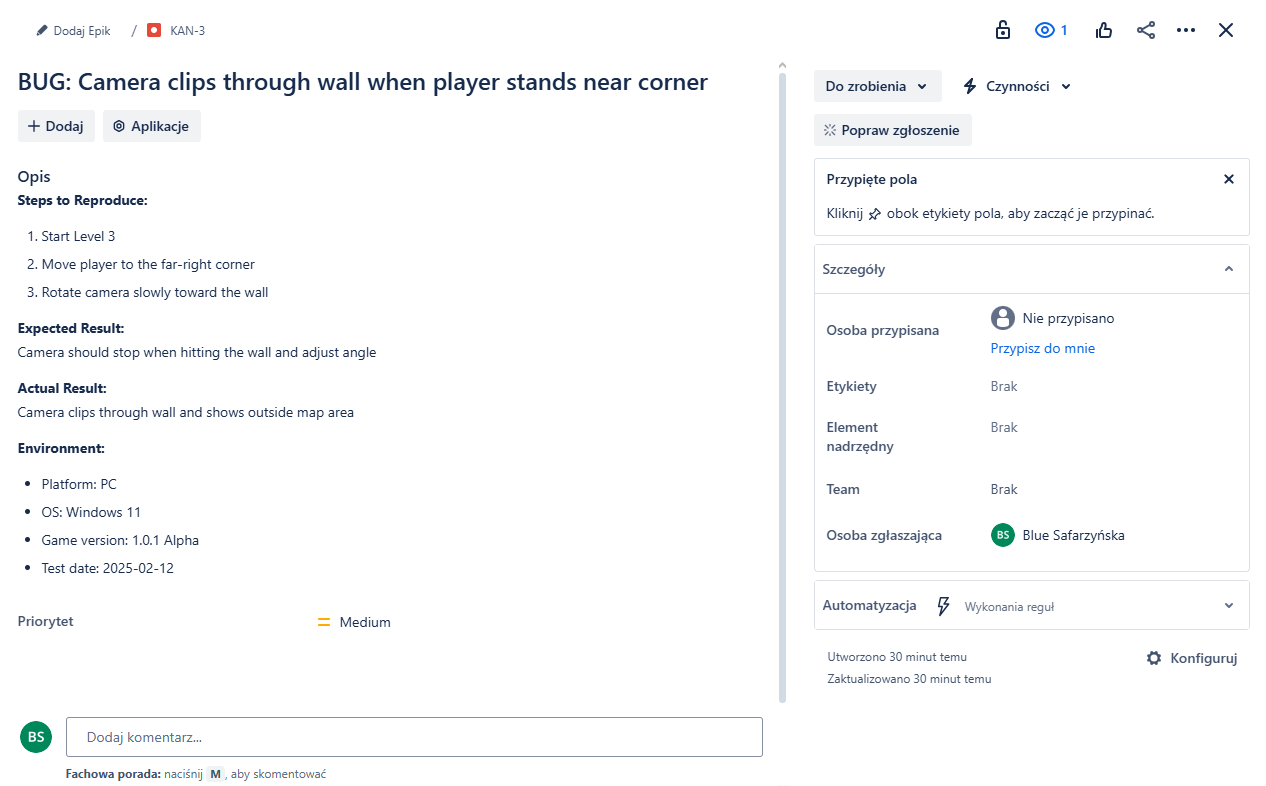 Dodaj Epik / KAN-3
1
BUG: Camera clips through wall when player stands near corner
Dodaj Aplikacje
Opis
Steps to Reproduce:
1. Start Level 3
2. Move player to the far-right corner
3. Rotate camera slowly toward the wall
Expected Result:
Camera should stop when hitting the wall and adjust angle
Actual Result:
Camera clips through wall and shows outside map area
Environment:
• Platform: PC
• OS: Windows 11
• Game version: 1.0.1 Alpha
• Test date: 2025-02-12
Priorytet Medium
BS Dodaj komentarz...
Fachowa porada: naciśnij M, aby skomentować
Do zrobienia Czynności
Popraw zgłoszenie
Przypięte pola
Kliknij obok etykiety pola, aby zacząć je przypinać.
Szczegóły
Osoba przypisana Nie przypisano
Przypisz do mnie
Etykiety Brak
Element Brak
nadrzędny
Team Brak
Osoba zgłaszająca BS Blue Safarzyńska
Automatyzacja Wykonania reguł
Utworzono 30 minut temu Konfiguruj
Zaktualizowano 30 minut temu